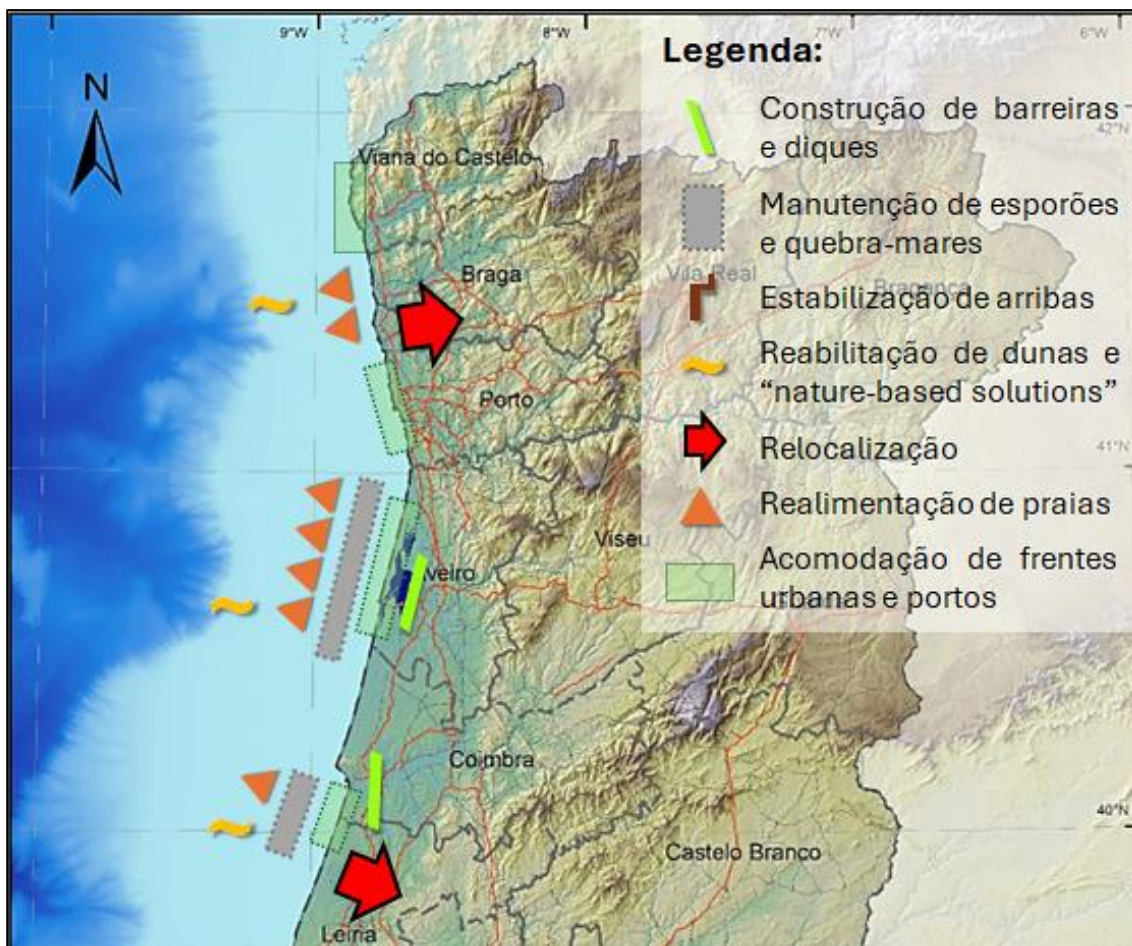 9°W
8°W
7°W
6°W
N
Legenda:
Construção de barreiras
e diques
42°N
Viana do Castelo
Manutenção de esporões
e quebra-mares
Braga
Vila Real
Bragança
Estabilização de arribas
Reabilitação de dunas e
“nature-based solutions”
Porto
Relocalização
41°N
Realimentação de praias
Viseu
veiro
Acomodação de frentes
urbanas e portos
Coimbra
40°N
Castelo Branco
Leiria